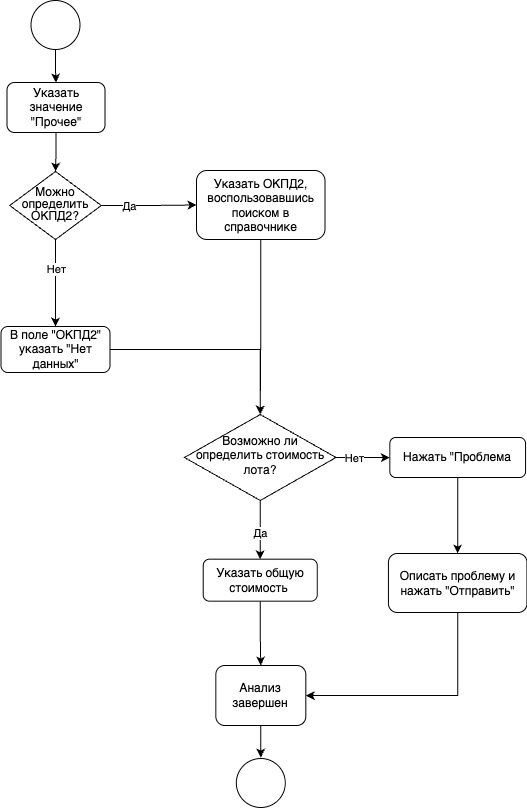 Указать
значение
"Прочее"
Можно
определить
ОКПД2?
Да
Указать ОКПД2,
воспользовавшись
поиском в
справочнике
Нет
В поле "ОКПД2"
указать "Нет
данных"
Возможно ли
определить стоимость
лота?
Нет
Нажать "Проблема
Да
Указать общую
стоимость
Описать проблему и
нажать "Отправить"
Анализ
завершен